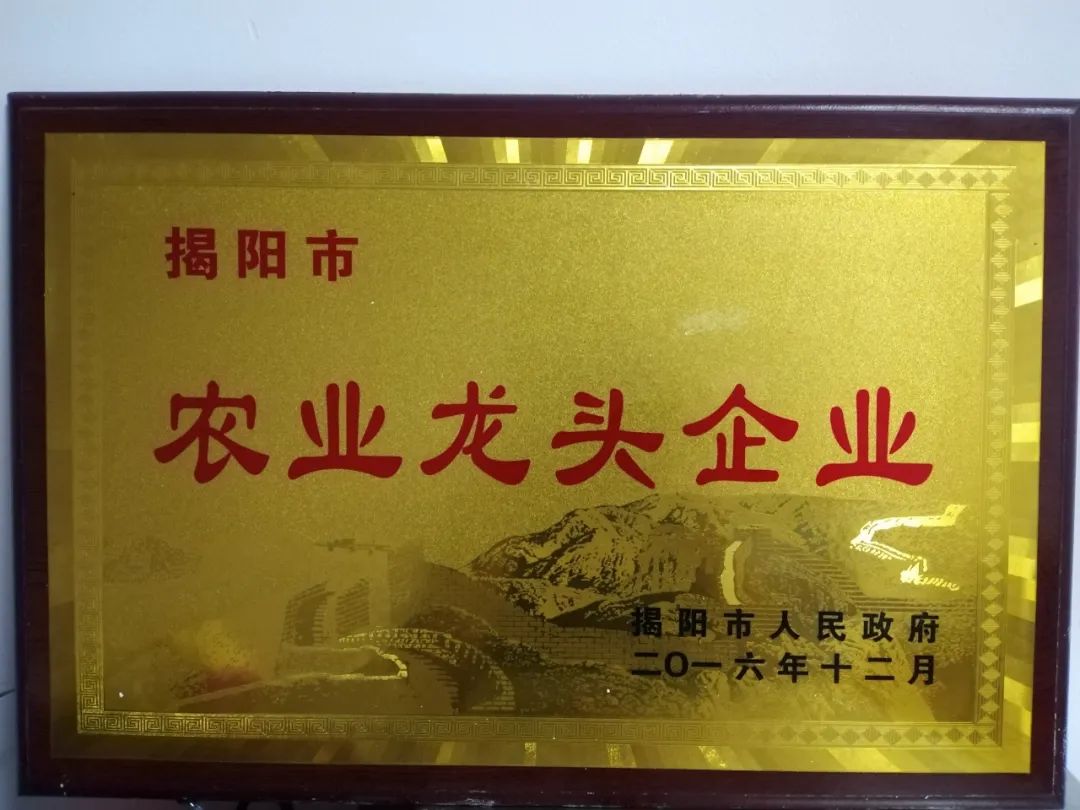 揭阳市
农业龙头企业
揭阳市人民政府
二〇一六年十二月